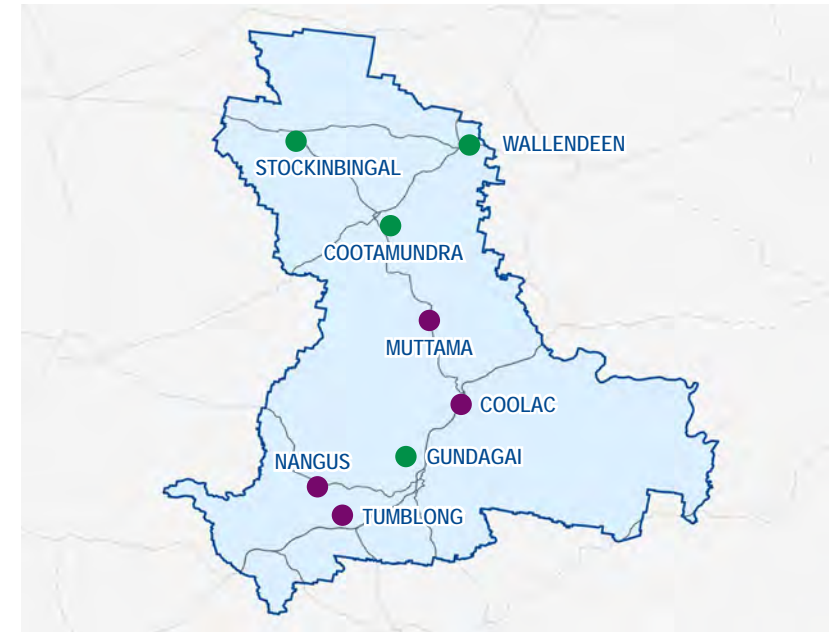 WALLENDEEN
STOCKINBINGAL
COOTAMUNDRA
MUTTAMA
COOLAC
GUNDAGAI
NANGUS
TUMBLONG